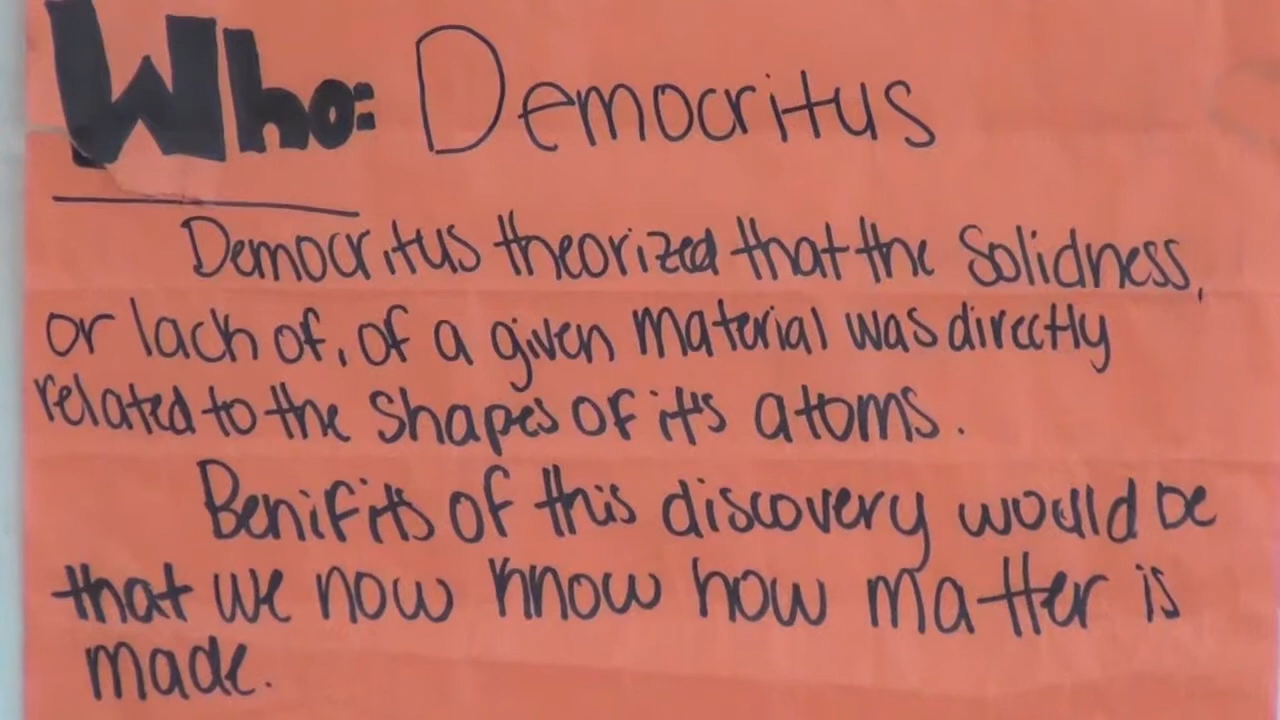 Who: Democritus
Democritus theorized that the Solidness,
or lack of, of a given material was directly
related to the shapes of it's atoms.
Benifits of this discovery would be
that we now know how matter is
made.